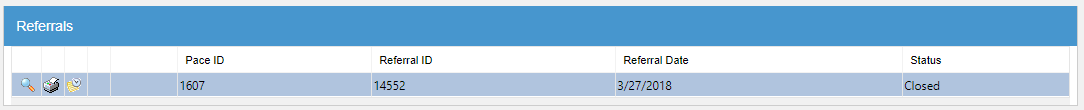 Referrals
Pace ID Referral ID Referral Date Status
1607 14552 3/27/2018 Closed